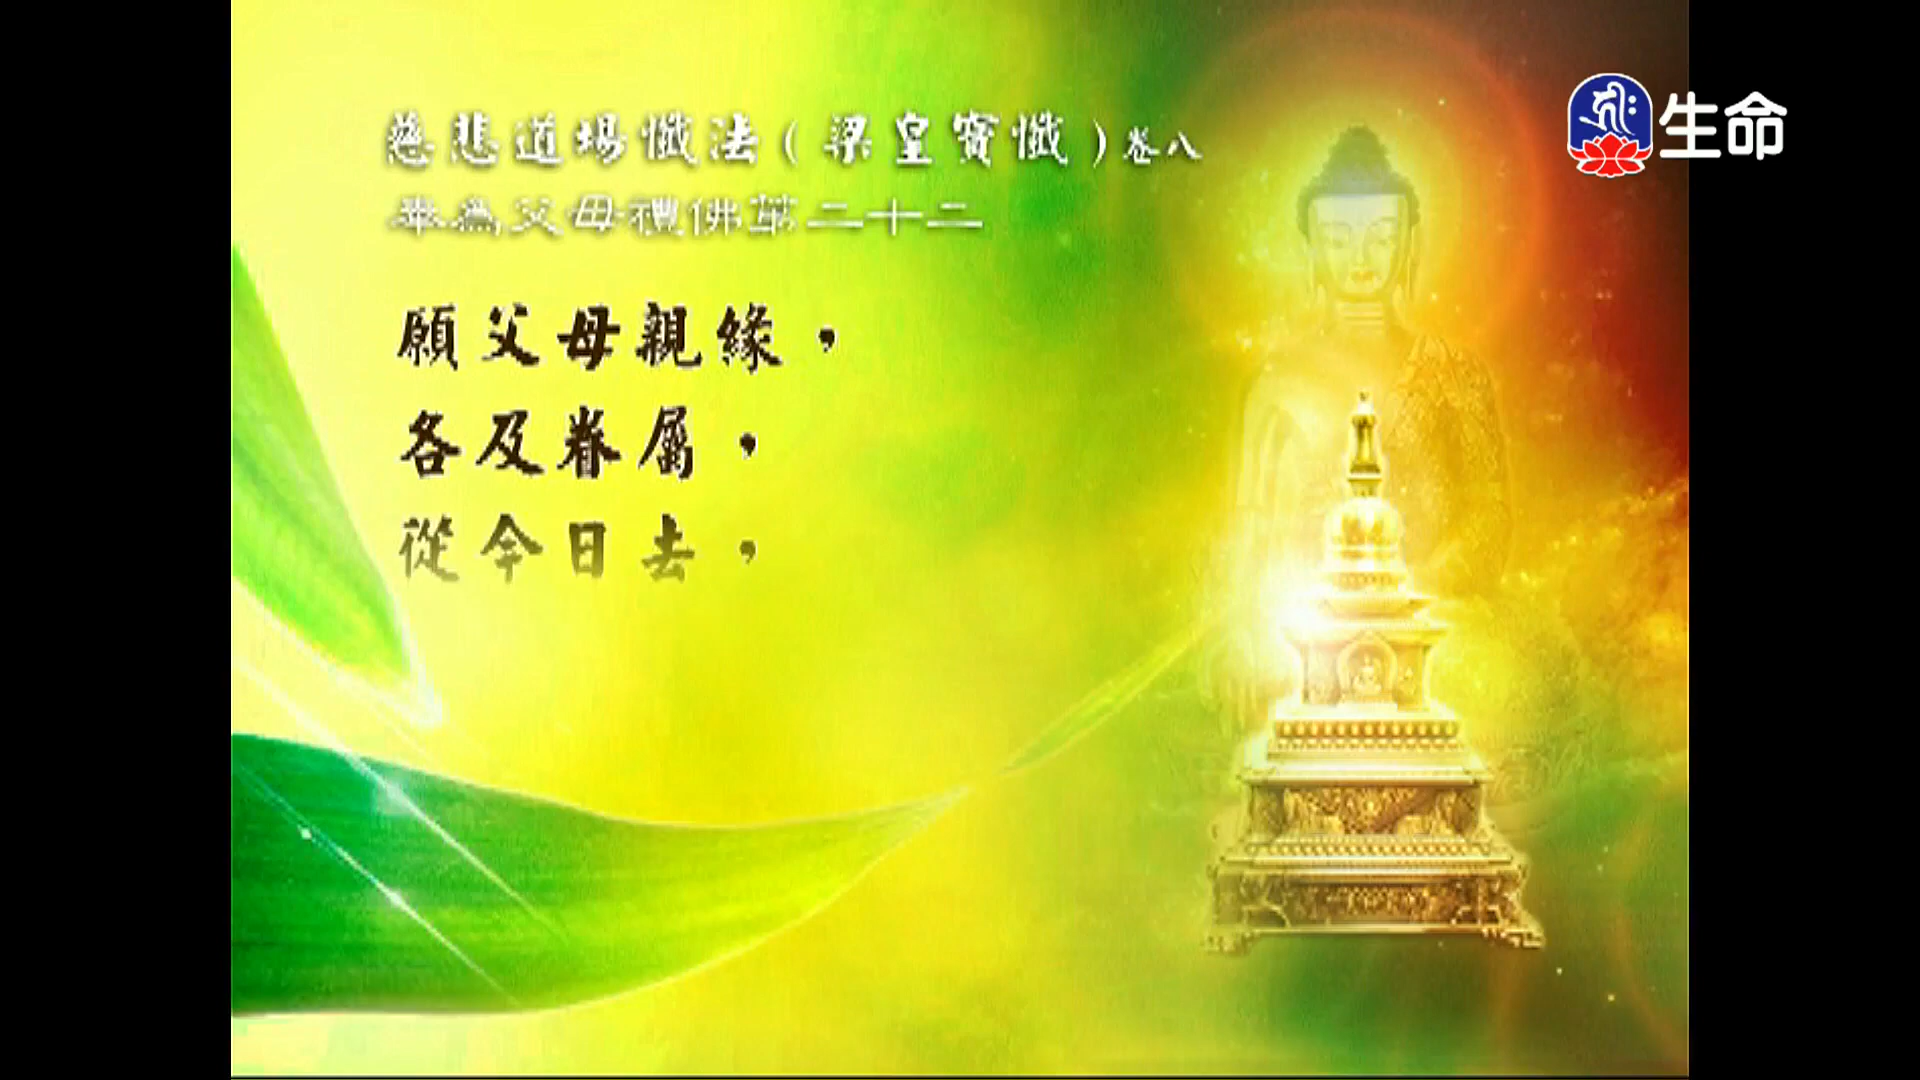 慈悲道場懺法(梁皇寶懺)卷八
奉為父母禮佛第二十二
願父母親緣，
各及眷屬，
從今日去，
生命